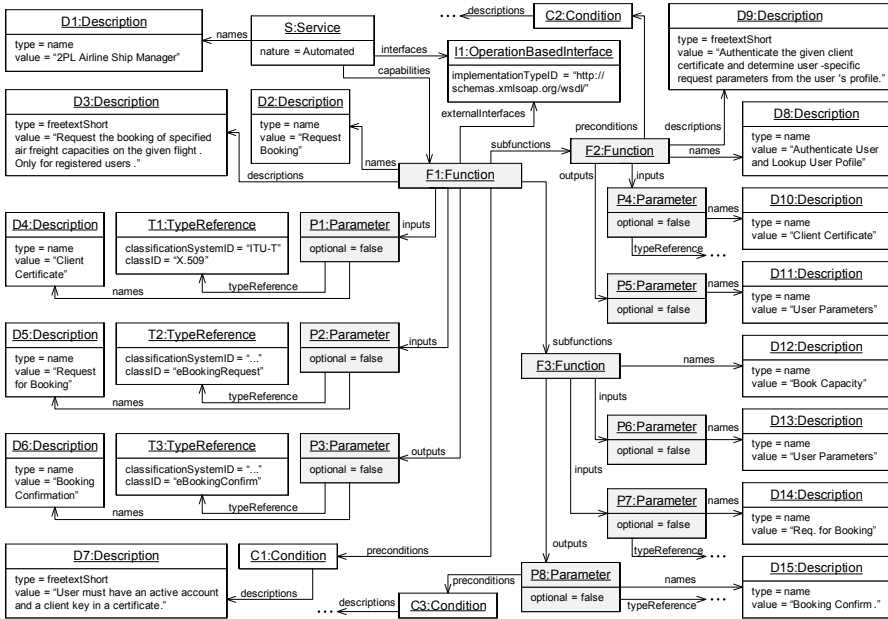 D1:Description
type = name
value = “2PL Airline Ship Manager”
names
S:Service
nature = Automated
interfaces
capabilities
... descriptions
C2:Condition
I1:OperationBasedInterface
implementationTypeID = “http://
schemas.xmlsoap.org/wsdl/”
externalInterfaces
D9:Description
type = freetextShort
value = “Authenticate the given client
certificate and determine user -specific
request parameters from the user ’s profile.”
D3:Description
type = freetextShort
value = “Request the booking of specified
air freight capacities on the given flight .
Only for registered users .”
D2:Description
type = name
value = “Request
Booking”
names
descriptions
F1:Function
subfunctions
preconditions
descriptions
F2:Function
names
D8:Description
type = name
value = “Authenticate User
and Lookup User Pofile”
outputs
inputs
P4:Parameter
optional = false
names
typeReference ...
D10:Description
type = name
value = “Client Certificate”
P5:Parameter
optional = false
names
D11:Description
type = name
value = “User Parameters”
D4:Description
type = name
value = “Client
Certificate”
T1:TypeReference
classificationSystemID = “ITU-T”
classID = “X.509”
P1:Parameter
optional = false
inputs
typeReference
names
D5:Description
type = name
value = “Request
for Booking”
T2:TypeReference
classificationSystemID = “...”
classID = “eBookingRequest”
P2:Parameter
optional = false
inputs
typeReference
names
subfunctions
F3:Function
names
D12:Description
type = name
value = “Book Capacity”
inputs
P6:Parameter
optional = false
names
D13:Description
type = name
value = “User Parameters”
D6:Description
type = name
value = “Booking
Confirmation”
T3:TypeReference
classificationSystemID = “...”
classID = “eBookingConfirm”
P3:Parameter
optional = false
outputs
typeReference
names
inputs
P7:Parameter
optional = false
names
typeReference ...
D14:Description
type = name
value = “Req. for Booking”
D7:Description
type = freetextShort
value = “User must have an active account
and a client key in a certificate.”
C1:Condition
preconditions
descriptions
... descriptions
C3:Condition
preconditions
outputs
P8:Parameter
optional = false
names
typeReference ...
D15:Description
type = name
value = “Booking Confirm .”